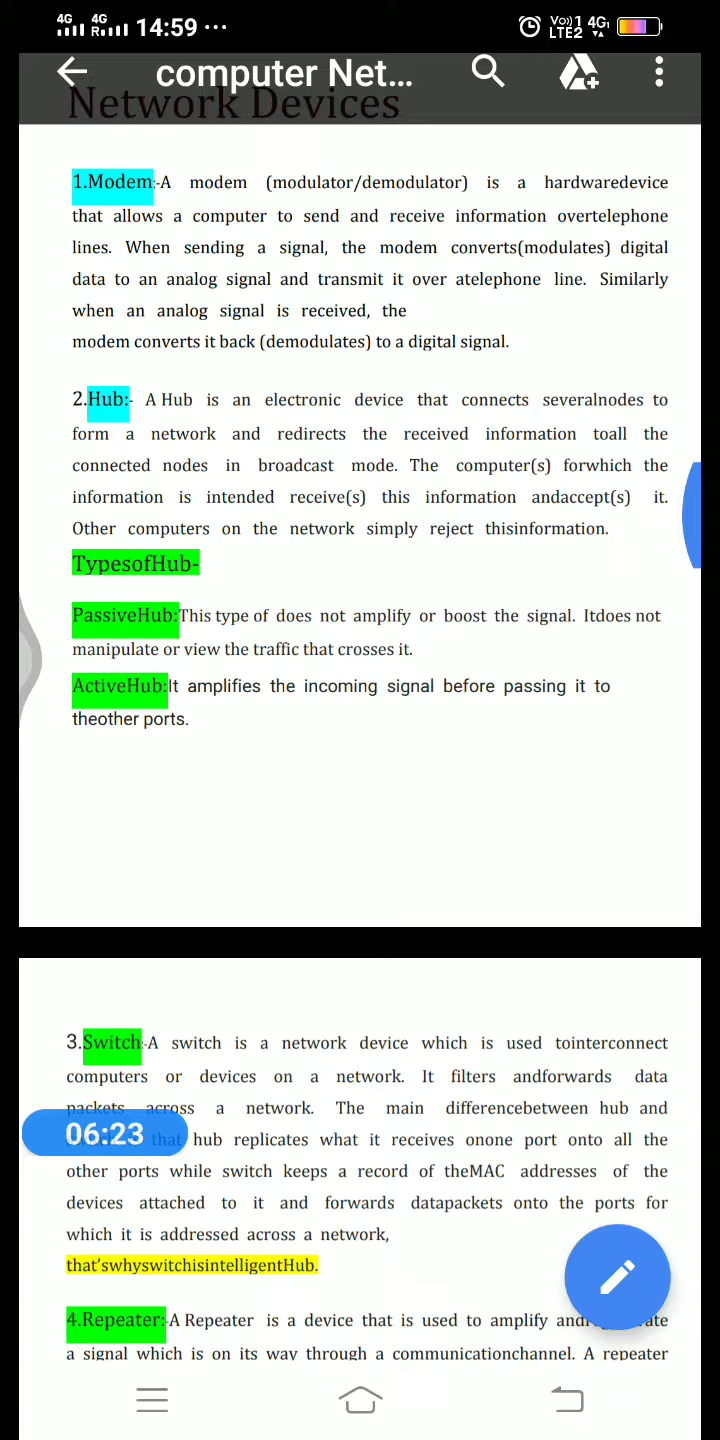 4G 4G R 14:59 ... Vo)) 1 4G LTE2
computer Net...
Network Devices
1.Modem:-A modem (modulator/demodulator) is a hardwaredevice
that allows a computer to send and receive information overtelephone
lines. When sending a signal, the modem converts(modulates) digital
data to an analog signal and transmit it over atelephone line. Similarly
when an analog signal is received, the
modem converts it back (demodulates) to a digital signal.
2.Hub:- A Hub is an electronic device that connects severalnodes to
form a network and redirects the received information toall the
connected nodes in broadcast mode. The computer(s) forwhich the
information is intended receive(s) this information andaccept(s) it.
Other computers on the network simply reject thisinformation.
TypesofHub-
PassiveHub:This type of does not amplify or boost the signal. Itdoes not
manipulate or view the traffic that crosses it.
ActiveHub:It amplifies the incoming signal before passing it to
theother ports.
3.Switch:-A switch is a network device which is used tointerconnect
computers or devices on a network. It filters andforwards data
packets across a network. The main differencebetween hub and
06:23 that hub replicates what it receives onone port onto all the
other ports while switch keeps a record of theMAC addresses of the
devices attached to it and forwards datapackets onto the ports for
which it is addressed across a network,
that'swhyswitchisintelligentHub.
4.Repeater:-A Repeater is a device that is used to amplify
a signal which is on its way through a communicationchannel. A repeater